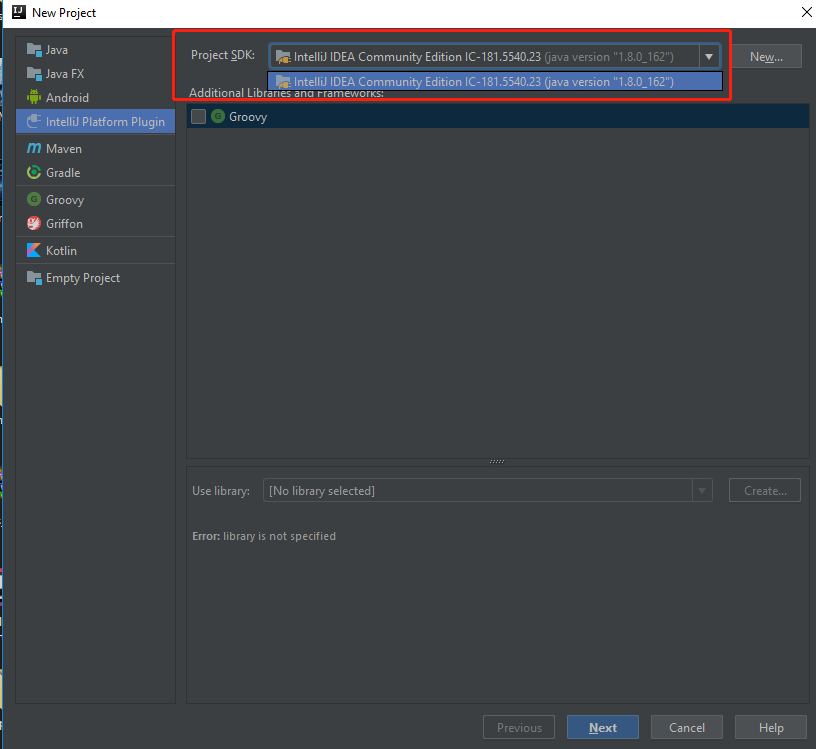 New Project
Java
Java FX
Android
IntelliJ Platform Plugin
Maven
Gradle
Groovy
Griffon
Kotlin
Empty Project
Project SDK: IntelliJ IDEA Community Edition IC-181.5540.23 (java version "1.8.0_162") New...
IntelliJ IDEA Community Edition IC-181.5540.23 (java version "1.8.0_162")
Additional Libraries and Frameworks:
Groovy
Use library: [No library selected] Create...
Error: library is not specified
Previous Next Cancel Help